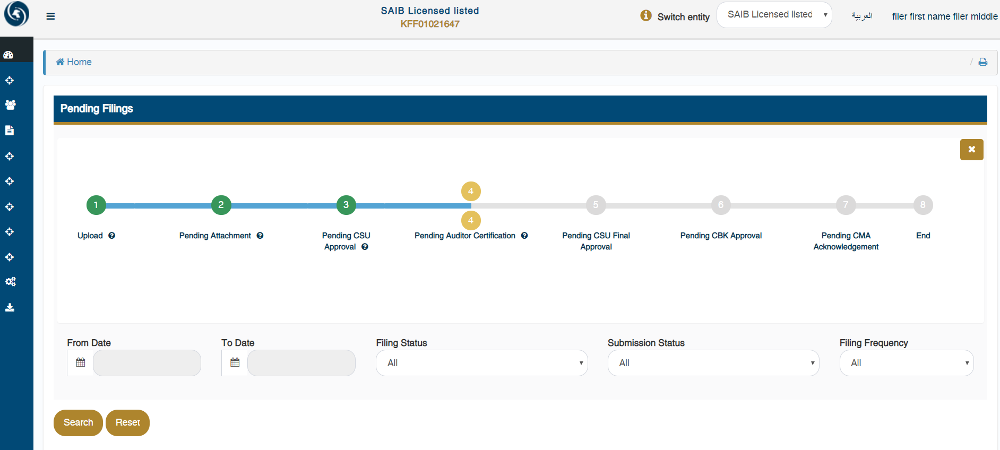 SAIB Licensed listed
KFF01021647
Switch entity
SAIB Licensed listed
العربية
filer first name filer middle
Home
/
Pending Filings
1
2
3
4
4
5
6
7
8
Upload
Pending Attachment
Pending CSU
Approval
Pending Auditor Certification
Pending CSU Final
Approval
Pending CBK Approval
Pending CMA
Acknowledgement
End
From Date
To Date
Filing Status
All
Submission Status
All
Filing Frequency
All
Search
Reset